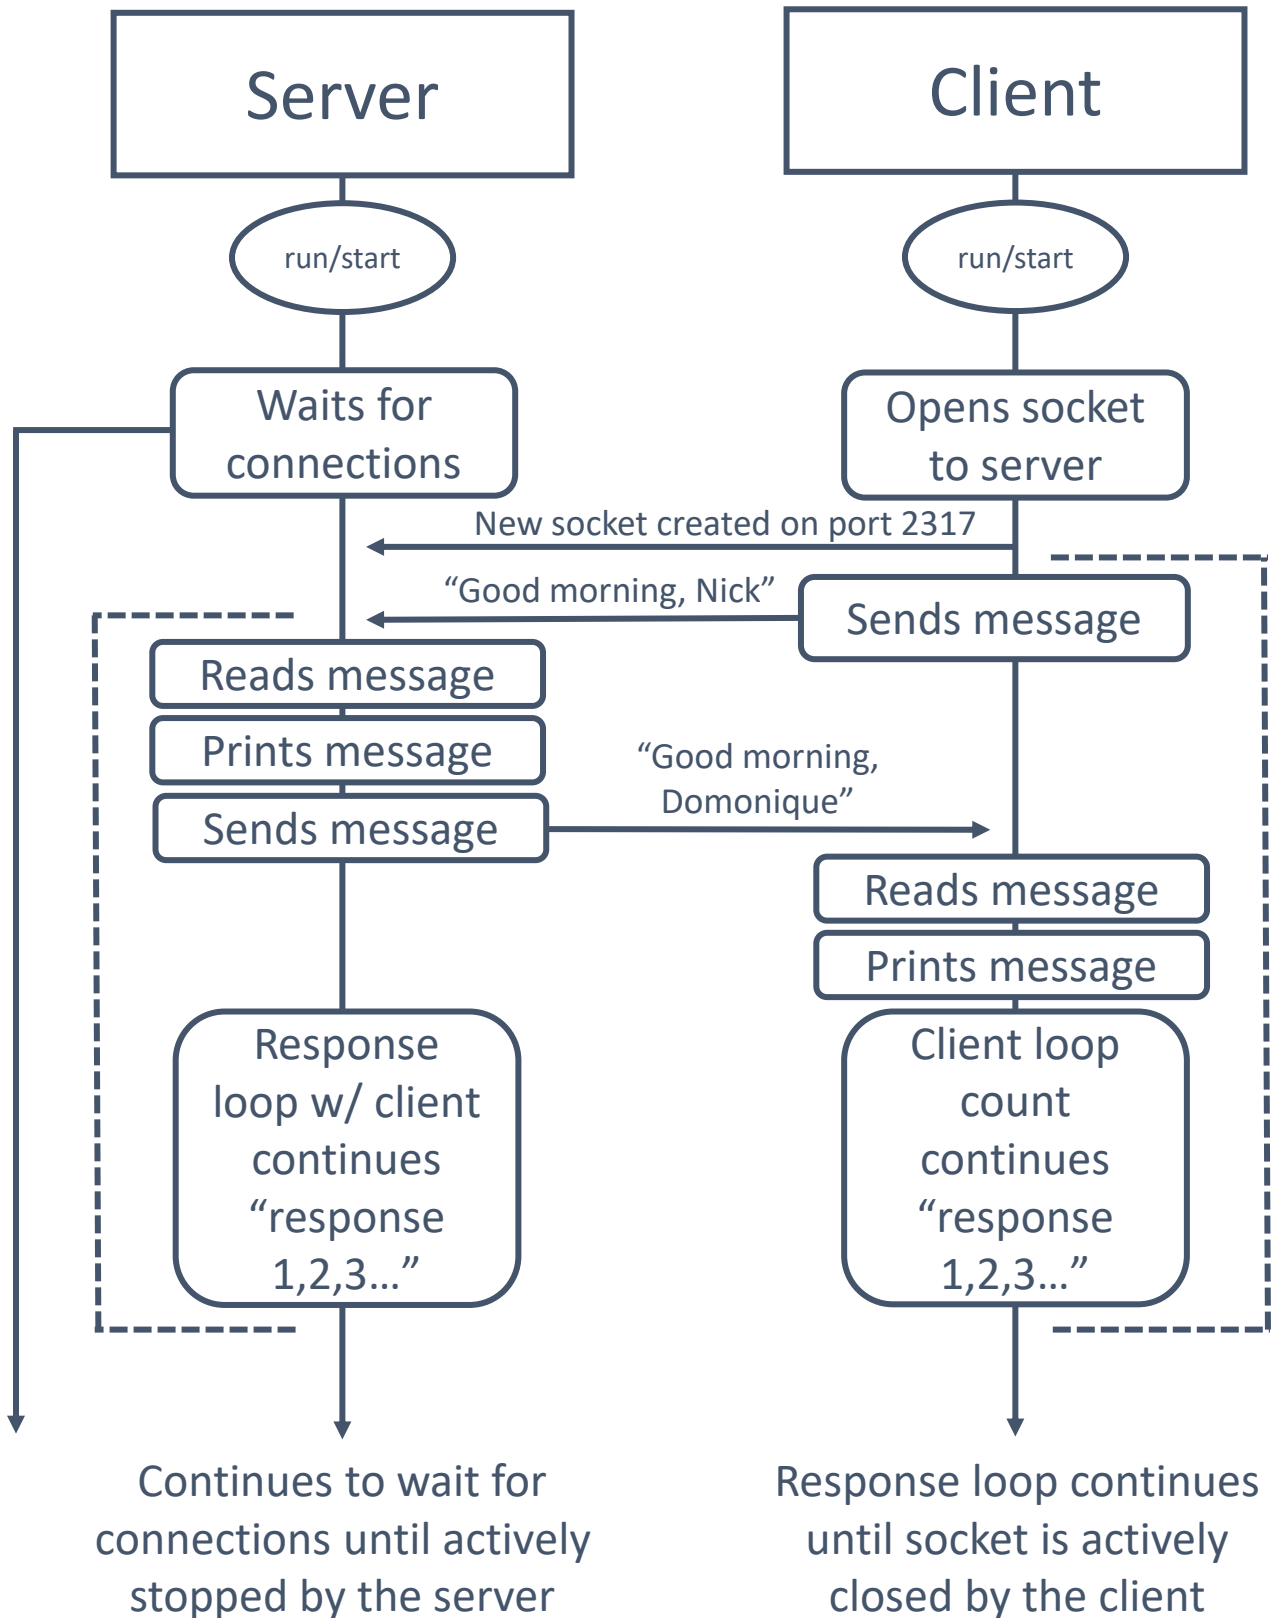 Server
Client
run/start
run/start
Waits for
connections
Opens socket
to server
New socket created on port 2317
“Good morning, Nick”
Sends message
Reads message
Prints message
Sends message
“Good morning,
Domonique”
Reads message
Prints message
Response
loop w/ client
continues
“response
1,2,3…”
Client loop
count
continues
“response
1,2,3…”
Continues to wait for
connections until actively
stopped by the server
Response loop continues
until socket is actively
closed by the client